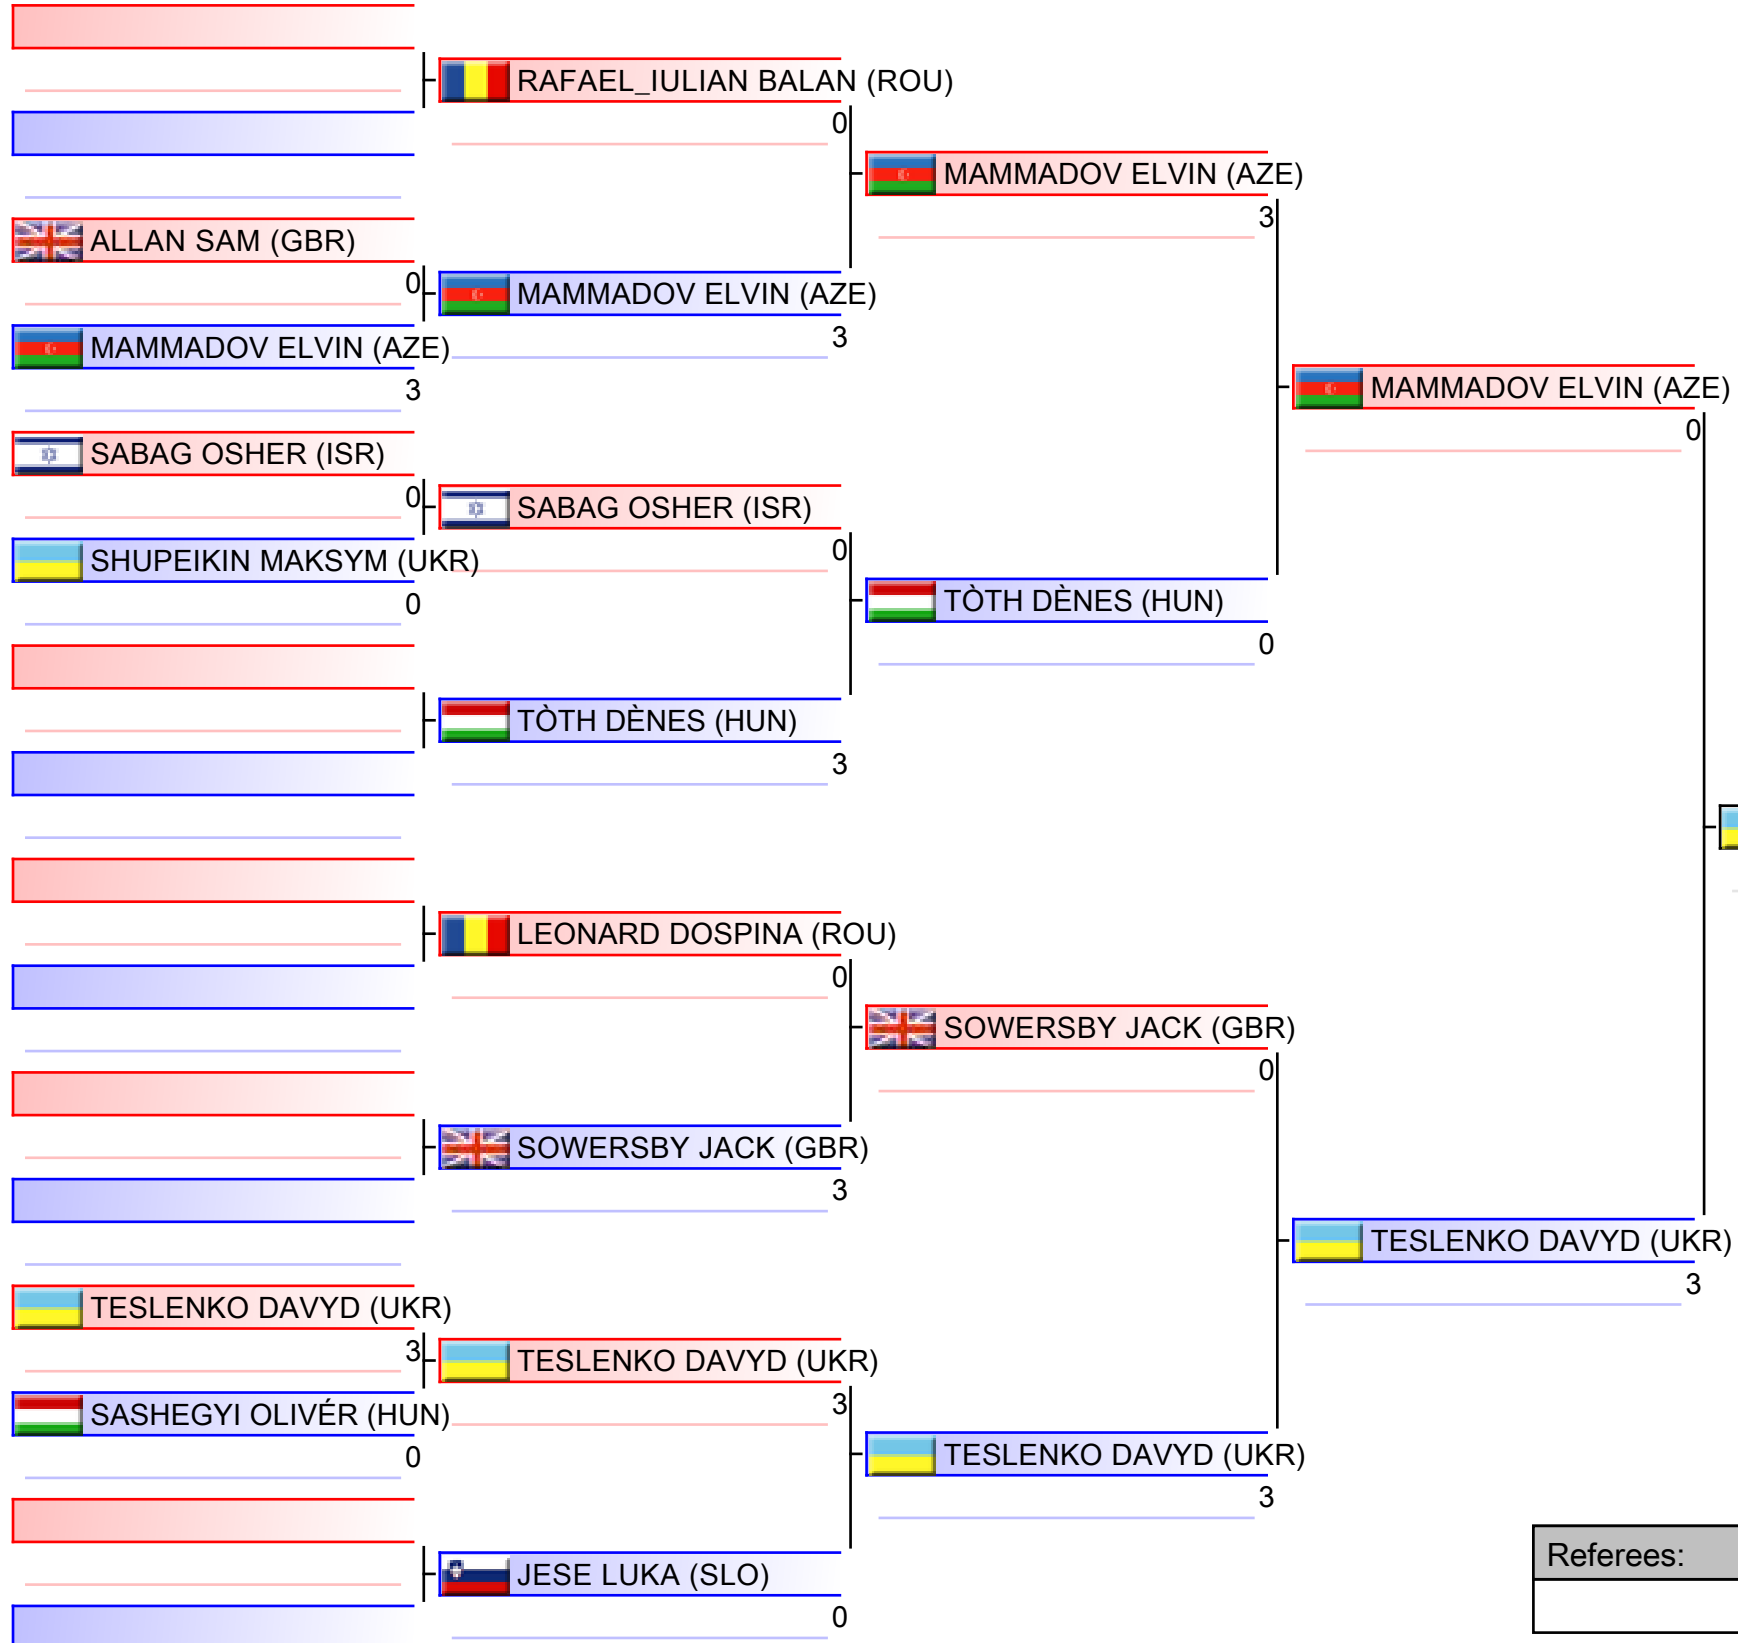 RAFAEL_IULIAN BALAN (ROU)
0
MAMMADOV ELVIN (AZE)
3
ALLAN SAM (GBR)
0
MAMMADOV ELVIN (AZE)
3
MAMMADOV ELVIN (AZE)
3
MAMMADOV ELVIN (AZE)
0
SABAG OSHER (ISR)
0
SABAG OSHER (ISR)
0
SHUPEIKIN MAKSYM (UKR)
0
TÒTH DÈNES (HUN)
0
TÒTH DÈNES (HUN)
3
LEONARD DOSPINA (ROU)
0
SOWERSBY JACK (GBR)
0
SOWERSBY JACK (GBR)
3
TESLENKO DAVYD (UKR)
3
TESLENKO DAVYD (UKR)
3
TESLENKO DAVYD (UKR)
3
SASHEGYI OLIVÉR (HUN)
0
TESLENKO DAVYD (UKR)
3
JESE LUKA (SLO)
0
Referees: